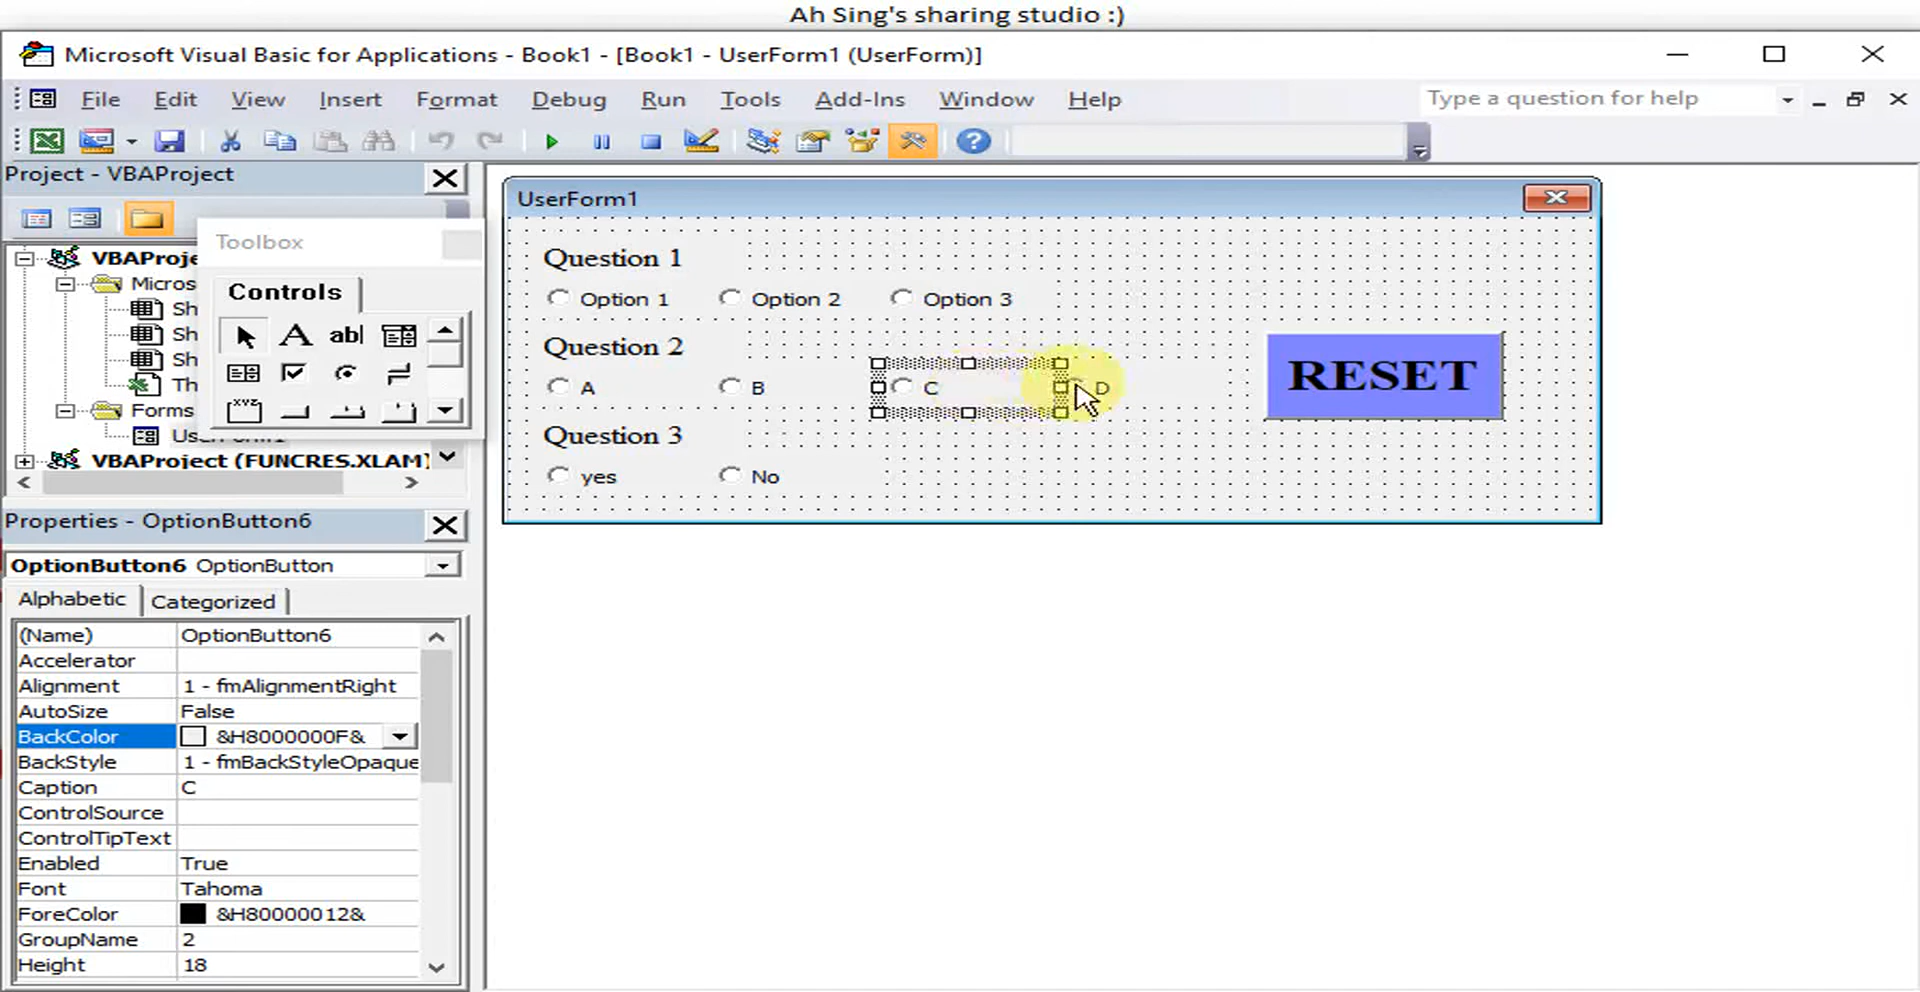 Ah Sing's sharing studio :)
Microsoft Visual Basic for Applications - Book1 - [Book1 - UserForm1 (UserForm)]
File Edit View Insert Format Debug Run Tools Add-Ins Window Help Type a question for help
Project - VBAProject
VBAProje
Micros
Sh
Sh
Sh
Th
Forms
VBAProject (FUNCRES.XLAM)
Toolbox
Controls
A abl
xyz
Properties - OptionButton6
OptionButton6 OptionButton
Alphabetic Categorized
(Name) OptionButton6
Accelerator
Alignment 1 - fmAlignmentRight
AutoSize False
BackColor &H8000000F&
BackStyle 1 - fmBackStyleOpaque
Caption C
ControlSource
ControlTipText
Enabled True
Font Tahoma
ForeColor &H80000012&
GroupName 2
Height 18
UserForm1
Question 1
Option 1 Option 2 Option 3
Question 2
A B C D
Question 3
yes No
RESET